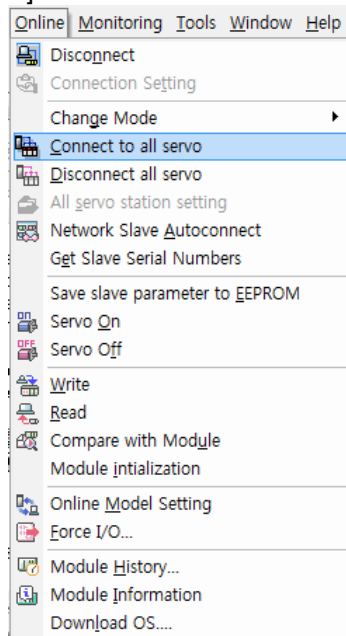 Online Monitoring Tools Window Help
Disconnect
Connection Setting
Change Mode
Connect to all servo
Disconnect all servo
All servo station setting
Network Slave Autoconnect
Get Slave Serial Numbers
Save slave parameter to EEPROM
Servo On
Servo Off
Write
Read
Compare with Module
Module intialization
Online Model Setting
Force I/O...
Module History...
Module Information
Download OS....